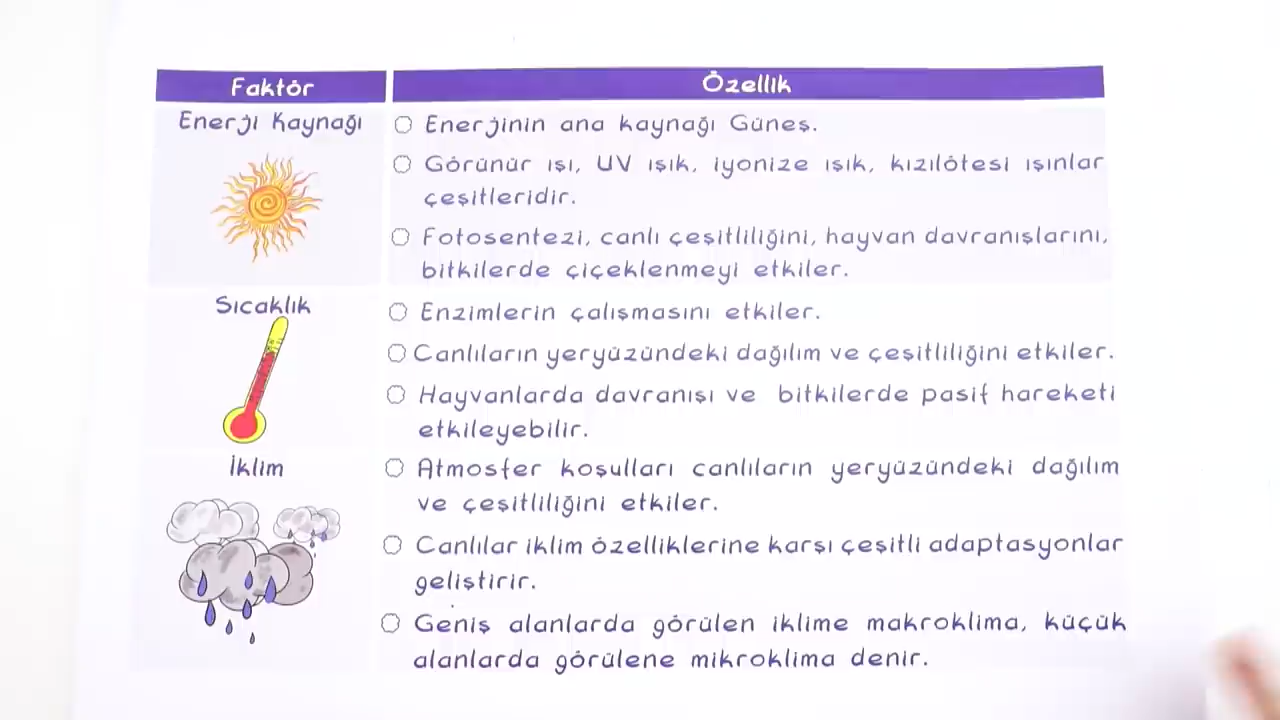 Faktör
Özellik
Enerji Kaynağı
Enerjinin ana kaynağı Güneş.
Görünür ışı, UV ışık, iyonize ışık, kızılötesi ışınlar
çeşitleridir.
Fotosentezi, canlı çeşitliliğini, hayvan davranışlarını,
bitkilerde çiçeklenmeyi etkiler.
Sıcaklık
Enzimlerin çalışmasını etkiler.
Canlıların yeryüzündeki dağılım ve çeşitliliğini etkiler.
Hayvanlarda davranışı ve bitkilerde pasif hareketi
etkileyebilir.
İklim
Atmosfer koşulları canlıların yeryüzündeki dağılım
ve çeşitliliğini etkiler.
Canlılar iklim özelliklerine karşı çeşitli adaptasyonlar
geliştirir.
Geniş alanlarda görülen iklime makroklima, küçük
alanlarda görülene mikroklima denir.